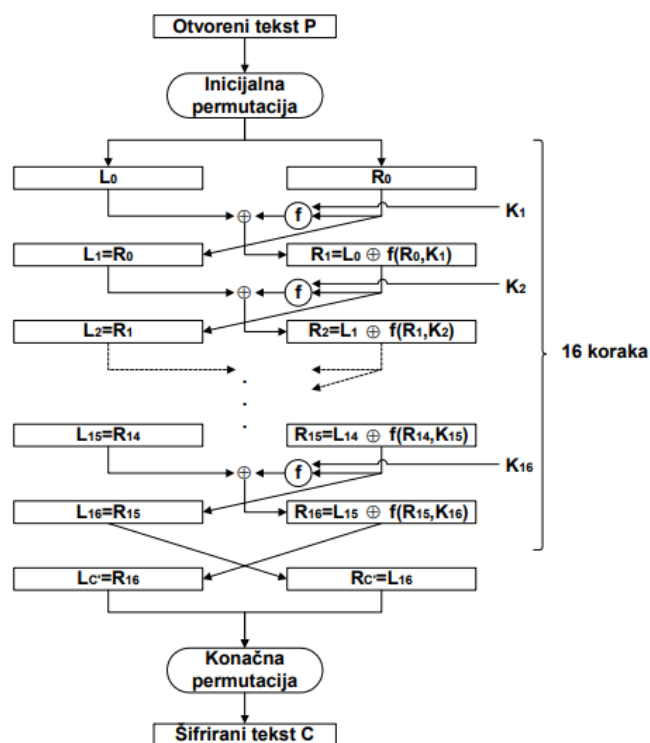 Otvoreni tekst P
Inicijalna
permutacija
L0
R0
⊕
f
K1
L1=R0
R1=L0 ⊕ f(R0,K1)
⊕
f
K2
L2=R1
R2=L1 ⊕ f(R1,K2)
16 koraka
L15=R14
R15=L14 ⊕ f(R14,K15)
⊕
f
K16
L16=R15
R16=L15 ⊕ f(R15,K16)
LC'=R16
RC'=L16
Konačna
permutacija
Šifrirani tekst C